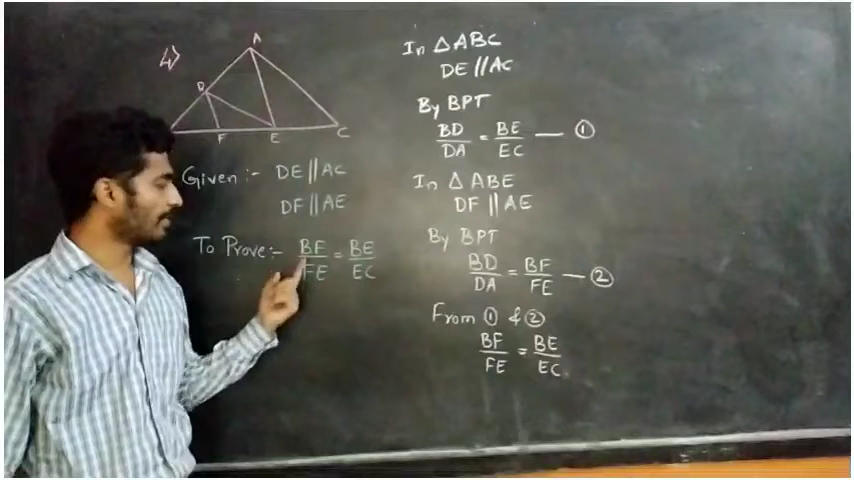 4)
A
D
F E C
Given :- DE || AC
DF || AE
To Prove :- BF/FE = BE/EC
In △ABC
DE || AC
By BPT
BD/DA = BE/EC — ①
In △ABE
DF || AE
By BPT
BD/DA = BF/FE — ②
From ① & ②
BF/FE = BE/EC